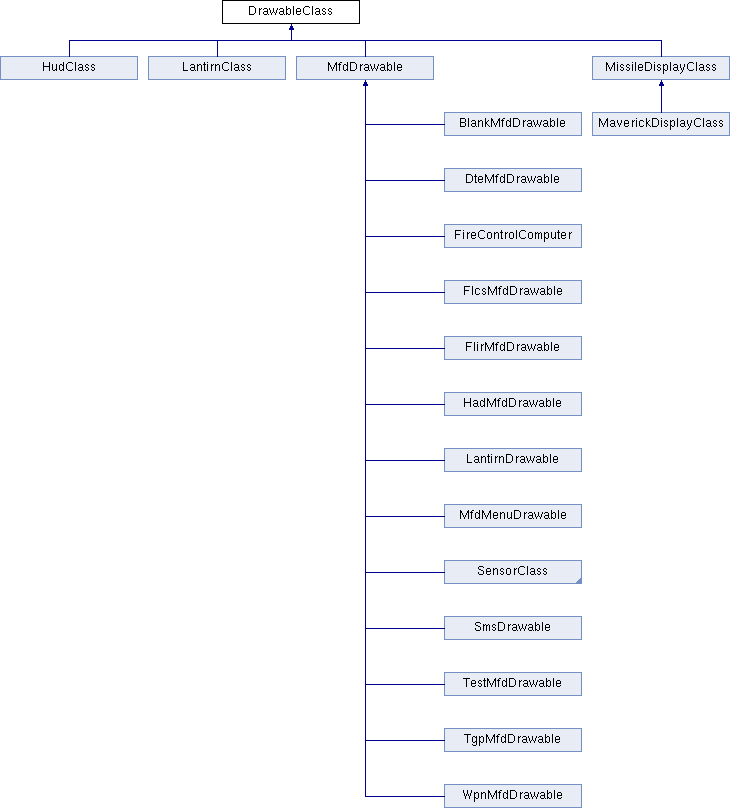 DrawableClass
HudClass
LantirnClass
MfdDrawable
MissileDisplayClass
BlankMfdDrawable
MaverickDisplayClass
DteMfdDrawable
FireControlComputer
FlcsMfdDrawable
FlirMfdDrawable
HadMfdDrawable
LantirnDrawable
MfdMenuDrawable
SensorClass
SmsDrawable
TestMfdDrawable
TgpMfdDrawable
WpnMfdDrawable